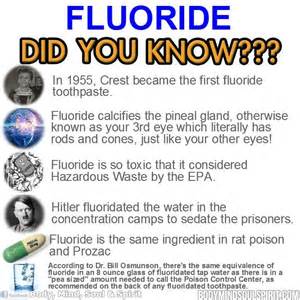 FLUORIDE
DID YOU KNOW???
In 1955, Crest became the first fluoride
toothpaste.
Fluoride calcifies the pineal gland, otherwise
known as your 3rd eye which literally has
rods and cones, just like your other eyes!
Fluoride is so toxic that it considered
Hazardous Waste by the EPA.
Hitler fluoridated the water in the
concentration camps to sedate the prisoners.
Fluoride is the same ingredient in rat poison
and Prozac
According to Dr. Bill Osmunson, there's the same equivalence of
fluoride in an 8 ounce glass of fluoridated tap water as there is in a
"pea sized" amount needed to call the Poison Control Center, as
recommended on the back of any fluoridated toothpaste.
Body, Mind, Soul & Spirit
BODYMINDSOULSPIRIT.COM